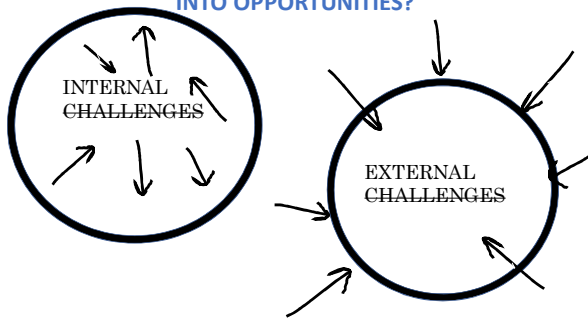 INTO OPPORTUNITIES?
INTERNAL
CHALLENGES
EXTERNAL
CHALLENGES